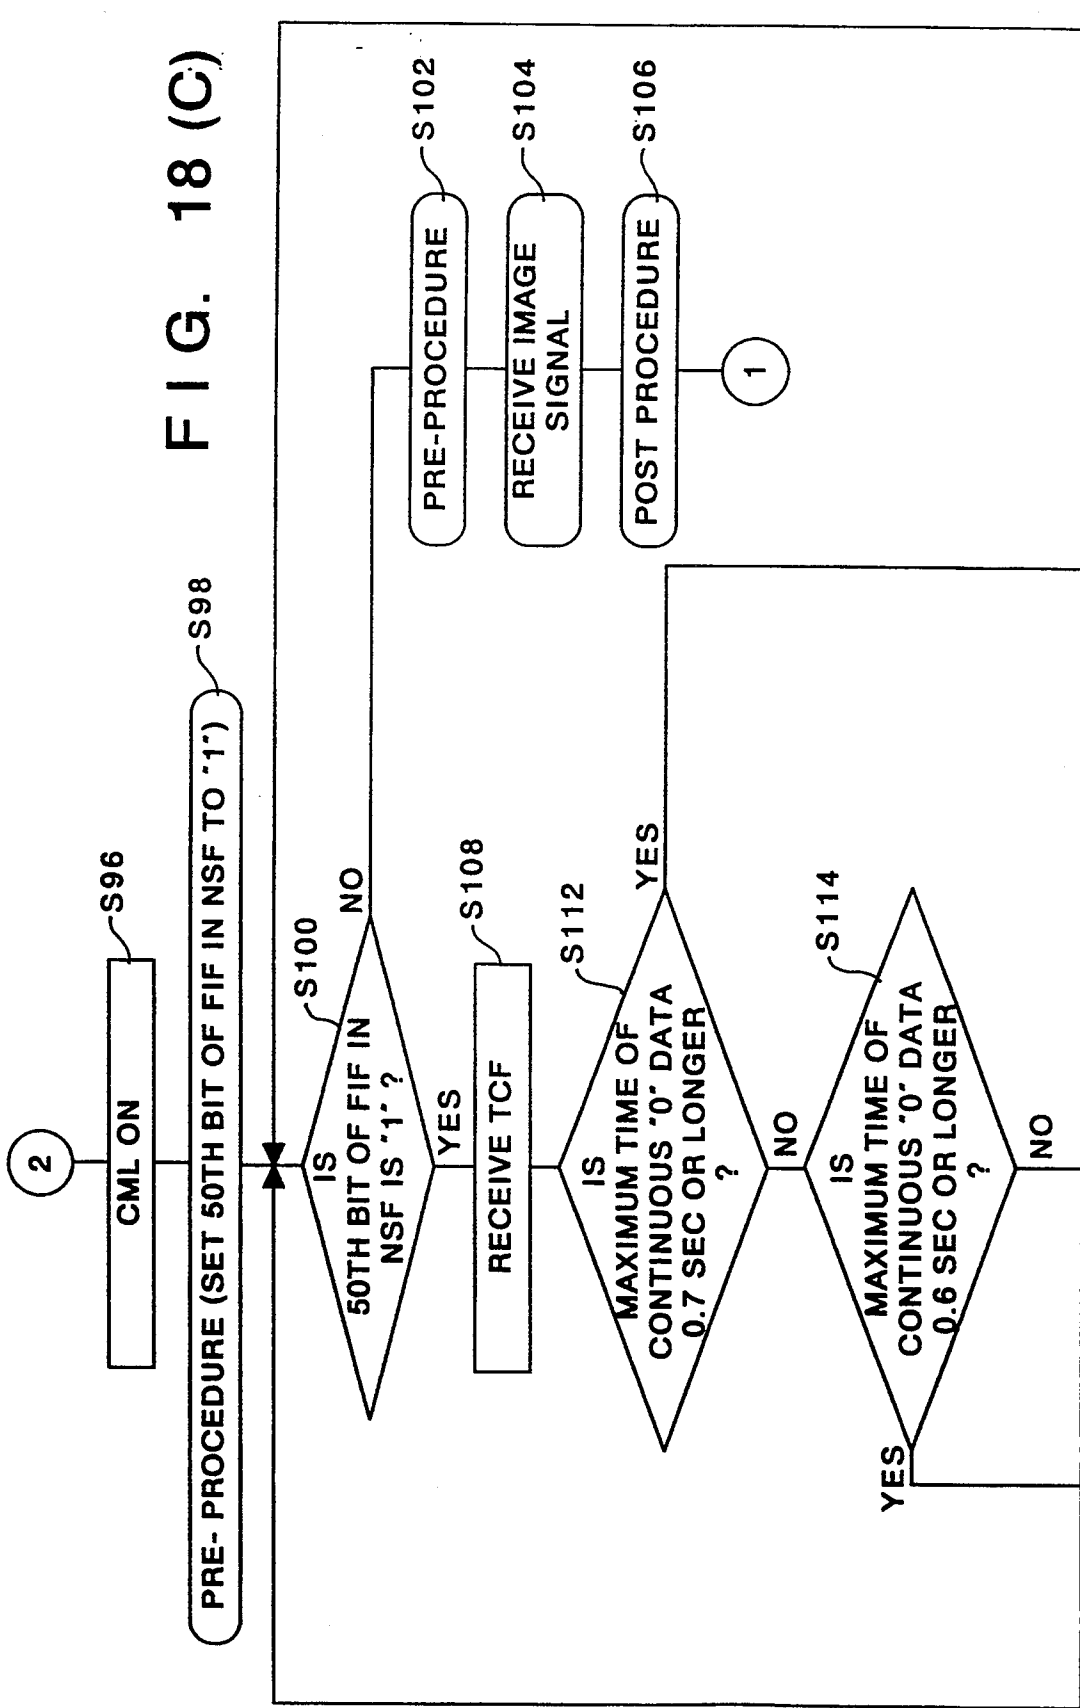 FIG. 18 (C)
2
CML ON
S96
PRE- PROCEDURE (SET 50TH BIT OF FIF IN NSF TO "1")
S98
IS
50TH BIT OF FIF IN
NSF IS "1" ?
S100
NO
YES
PRE-PROCEDURE
S102
RECEIVE IMAGE
SIGNAL
S104
POST PROCEDURE
S106
1
RECEIVE TCF
S108
IS
MAXIMUM TIME OF
CONTINUOUS "0" DATA
0.7 SEC OR LONGER
?
S112
YES
NO
IS
MAXIMUM TIME OF
CONTINUOUS "0" DATA
0.6 SEC OR LONGER
?
S114
YES
NO